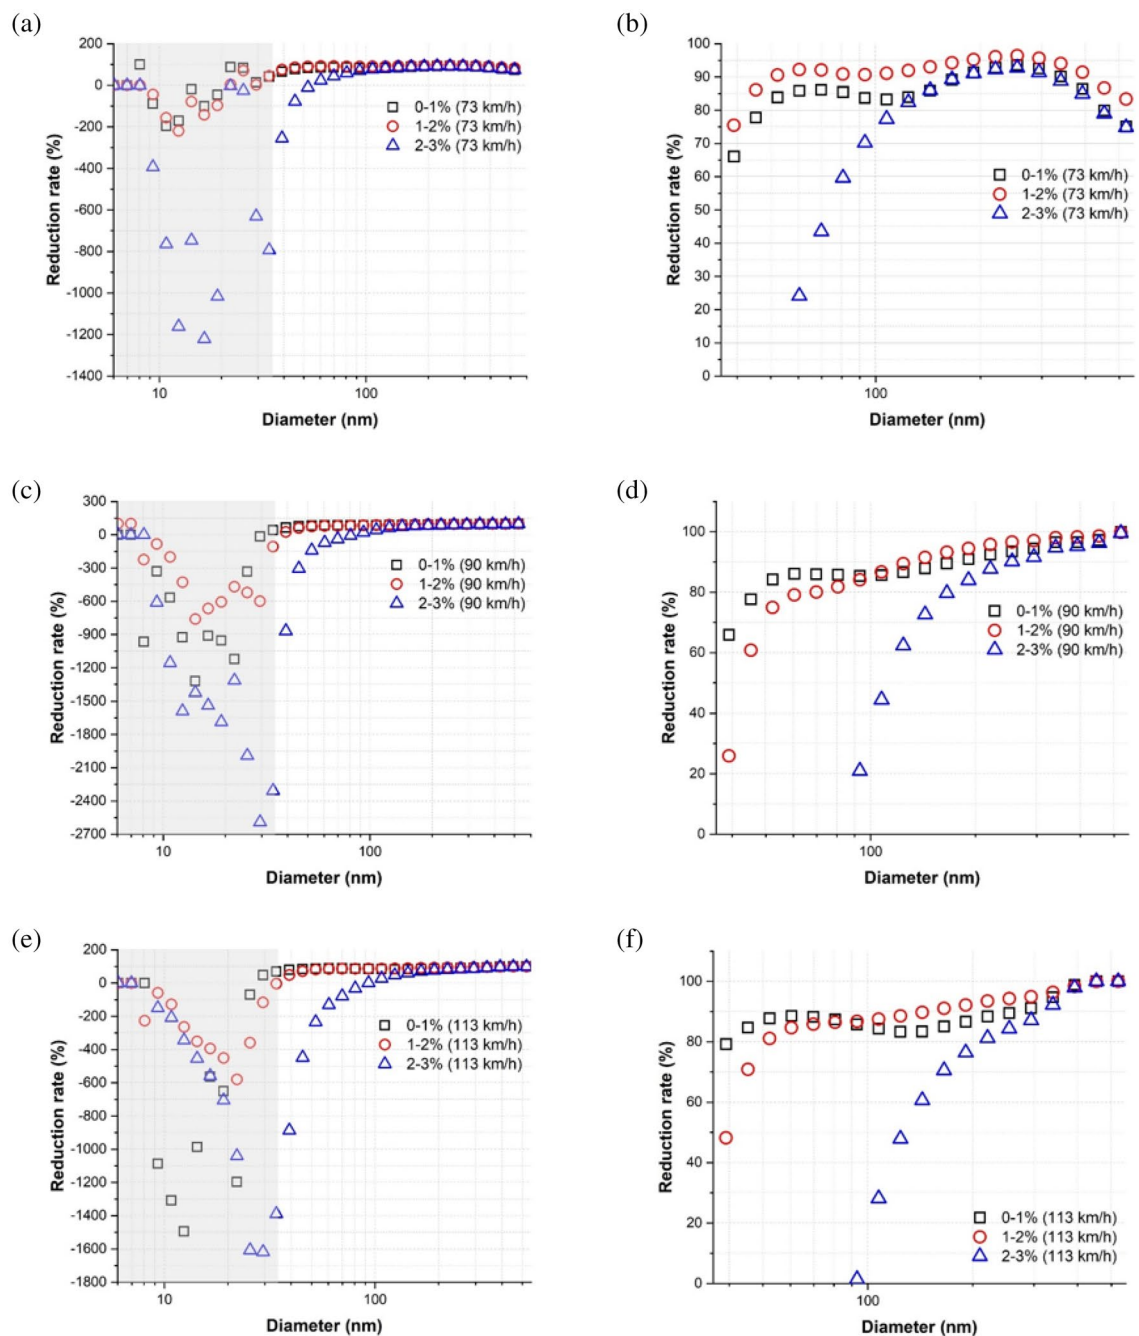 (a)
200
0
-200
-400
-600
-800
-1000
-1200
-1400
Reduction rate (%)
0-1% (73 km/h)
1-2% (73 km/h)
2-3% (73 km/h)
10
100
Diameter (nm)
(b)
100
90
80
70
60
50
40
30
20
10
0
Reduction rate (%)
0-1% (73 km/h)
1-2% (73 km/h)
2-3% (73 km/h)
100
Diameter (nm)
(c)
300
0
-300
-600
-900
-1200
-1500
-1800
-2100
-2400
-2700
Reduction rate (%)
0-1% (90 km/h)
1-2% (90 km/h)
2-3% (90 km/h)
10
100
Diameter (nm)
(d)
100
80
60
40
20
0
Reduction rate (%)
0-1% (90 km/h)
1-2% (90 km/h)
2-3% (90 km/h)
100
Diameter (nm)
(e)
200
0
-200
-400
-600
-800
-1000
-1200
-1400
-1600
-1800
Reduction rate (%)
0-1% (113 km/h)
1-2% (113 km/h)
2-3% (113 km/h)
10
100
Diameter (nm)
(f)
100
80
60
40
20
0
Reduction rate (%)
0-1% (113 km/h)
1-2% (113 km/h)
2-3% (113 km/h)
100
Diameter (nm)